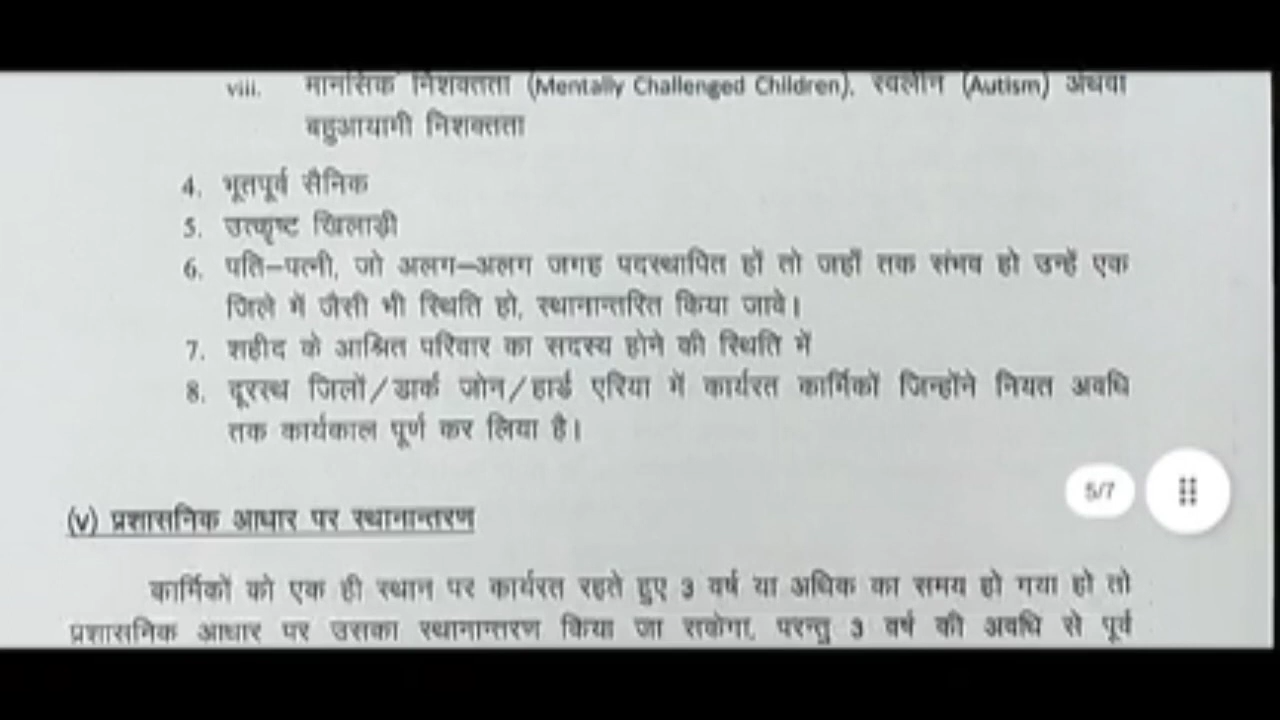 viii. मानसिक निशक्तता (Mentally Challenged Children), स्वलीन (Autism) अथवा
बहुआयामी निशक्तता
4. भूतपूर्व सैनिक
5. उत्कृष्ट खिलाड़ी
6. पति–पत्नी, जो अलग–अलग जगह पदस्थापित हों तो जहाँ तक संभव हो उन्हें एक
जिले में जैसी भी स्थिति हो, स्थानान्तरित किया जावे।
7. शहीद के आश्रित परिवार का सदस्य होने की स्थिति में
8. दूरस्थ जिलों/डार्क जोन/हार्ड एरिया में कार्यरत कार्मिकों जिन्होंने नियत अवधि
तक कार्यकाल पूर्ण कर लिया है।
5/7
(v) प्रशासनिक आधार पर स्थानान्तरण
कार्मिकों को एक ही स्थान पर कार्यरत रहते हुए 3 वर्ष या अधिक का समय हो गया हो तो
प्रशासनिक आधार पर उसका स्थानान्तरण किया जा सकेगा, परन्तु 3 वर्ष की अवधि से पूर्व